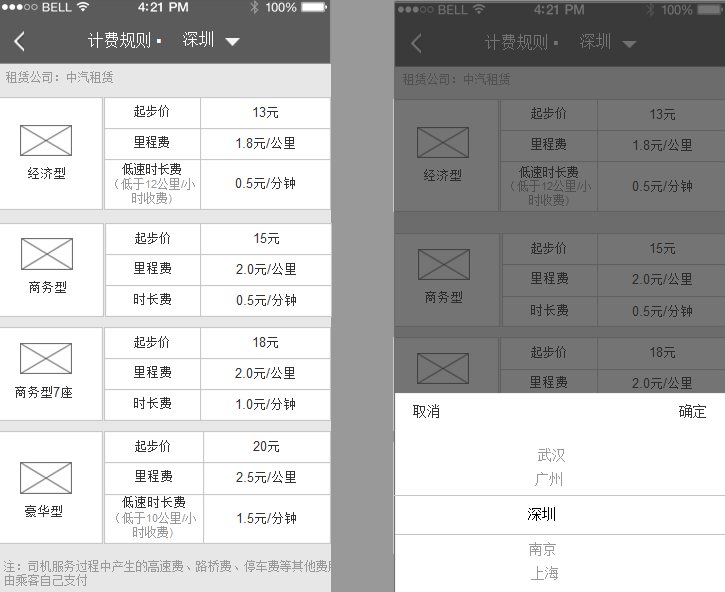 BELL 4:21 PM 100%
计费规则 • 深圳
租赁公司：中汽租赁
经济型
起步价 13元
里程费 1.8元/公里
低速时长费 0.5元/分钟
（低于12公里/小
时收费）
商务型
起步价 15元
里程费 2.0元/公里
时长费 0.5元/分钟
商务型7座
起步价 18元
里程费 2.0元/公里
时长费 1.0元/分钟
豪华型
起步价 20元
里程费 2.5元/公里
低速时长费 1.5元/分钟
（低于10公里/小
时收费）
注：司机服务过程中产生的高速费、路桥费、停车费等其他费用
由乘客自己支付
BELL 4:21 PM 100%
计费规则 • 深圳
租赁公司：中汽租赁
经济型
起步价 13元
里程费 1.8元/公里
低速时长费 0.5元/分钟
（低于12公里/小
时收费）
商务型
起步价 15元
里程费 2.0元/公里
时长费 0.5元/分钟
起步价 18元
里程费 2.0元/公里
取消 确定
武汉
广州
深圳
南京
上海